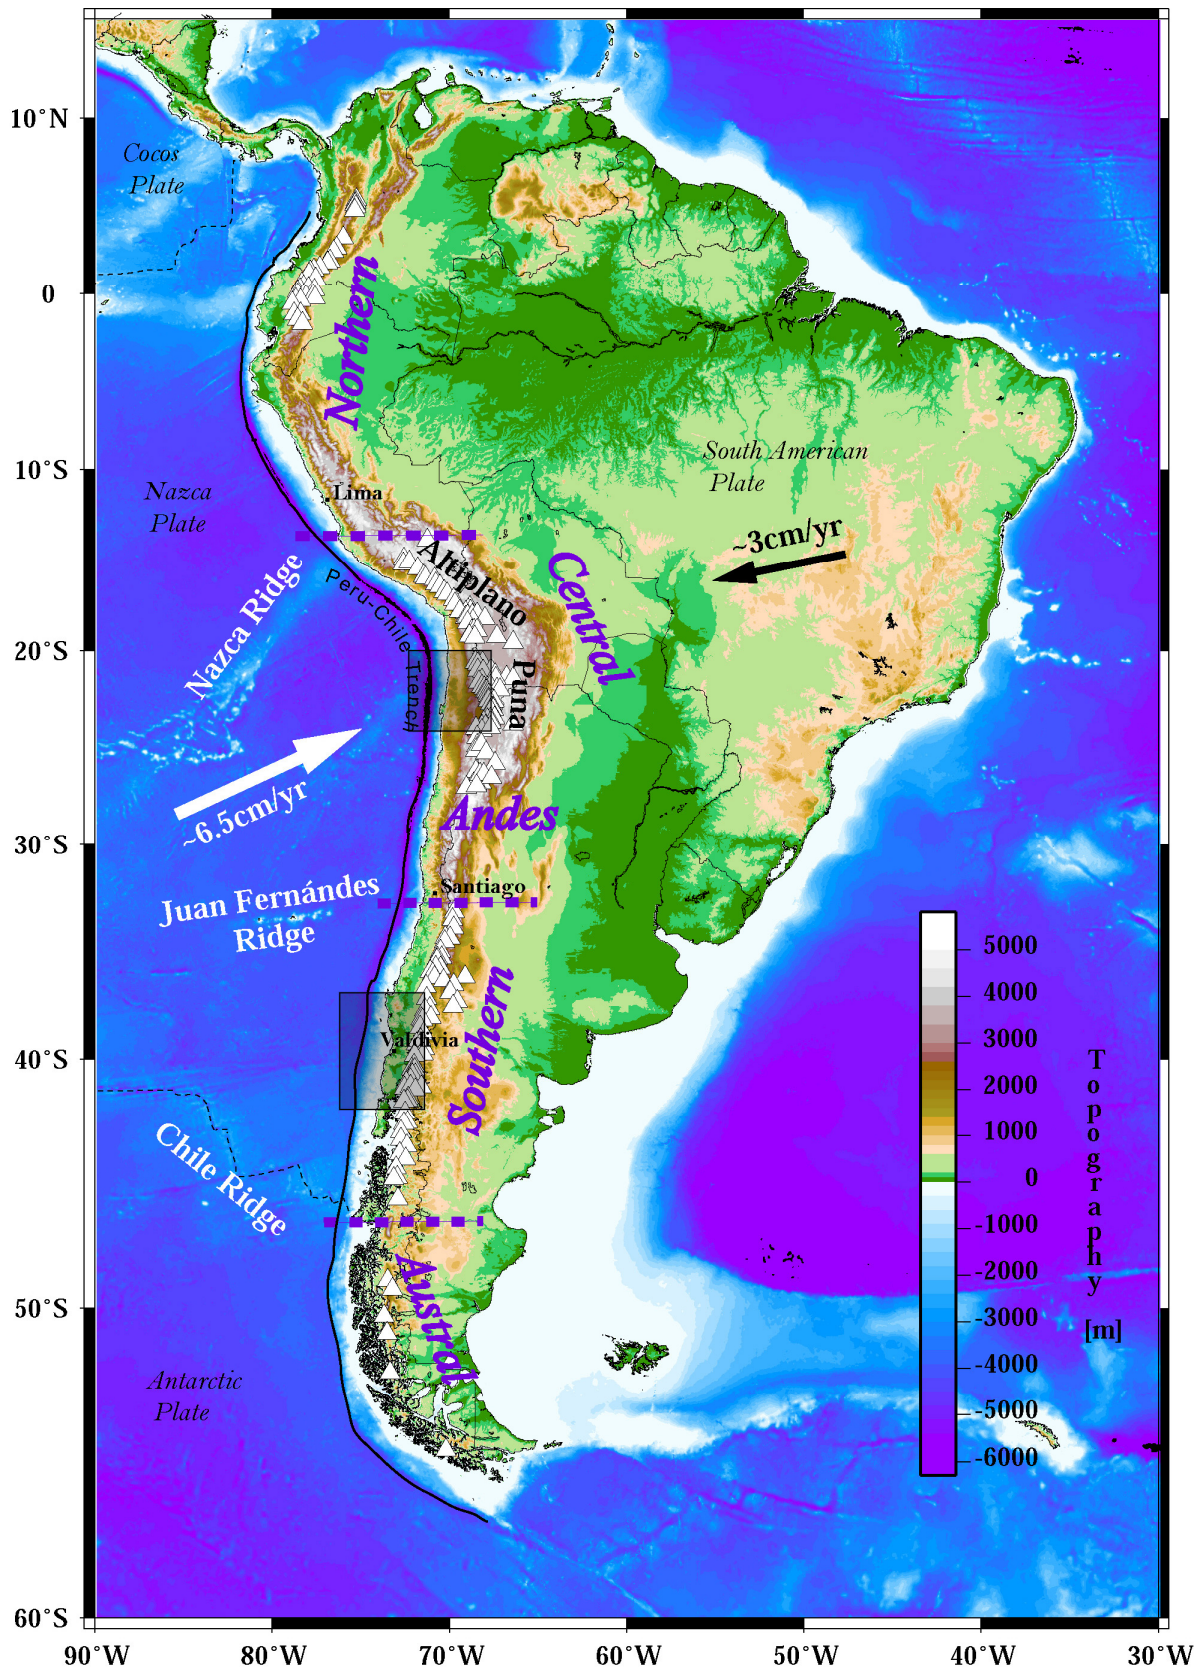 10°N
0
10°S
20°S
30°S
40°S
50°S
60°S
90°W
80°W
70°W
60°W
50°W
40°W
30°W
Cocos
Plate
Northern
South American
Plate
Nazca
Plate
Lima
~3cm/yr
Altiplano
Central
Nazca Ridge
Peru-Chile Trench
Puna
~6.5cm/yr
Andes
Juan Fernándes
Ridge
Santiago
Southern
Valdivia
Chile Ridge
Austral
Antarctic
Plate
5000
4000
3000
2000
1000
0
-1000
-2000
-3000
-4000
-5000
-6000
Topography
[m]